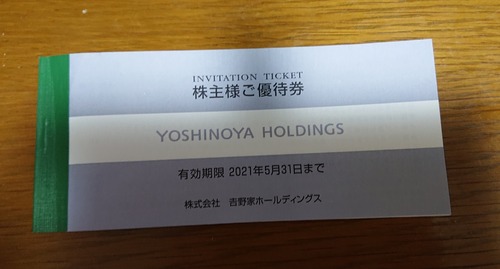 INVITATION TICKET
株主様ご優待券
YOSHINOYA HOLDINGS
有効期限 2021年5月31日まで
株式会社 吉野家ホールディングス